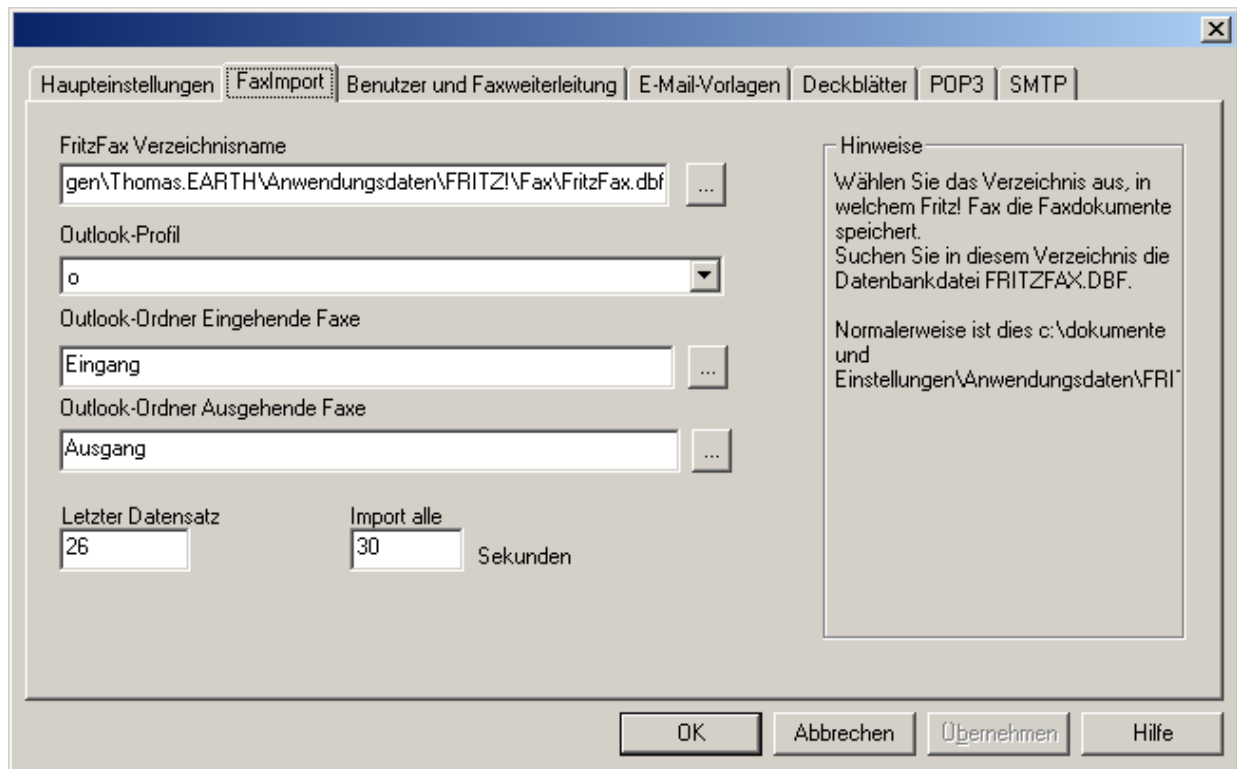 Haupteinstellungen FaxImport Benutzer und Faxweiterleitung E-Mail-Vorlagen Deckblätter POP3 SMTP
FritzFax Verzeichnisname
gen\Thomas.EARTH\Anwendungsdaten\FRITZ!\Fax\FritzFax.dbf ...
Outlook-Profil
o
Outlook-Ordner Eingehende Faxe
Eingang ...
Outlook-Ordner Ausgehende Faxe
Ausgang ...
Letzter Datensatz Import alle
26 30 Sekunden
Hinweise
Wählen Sie das Verzeichnis aus, in
welchem Fritz! Fax die Faxdokumente
speichert.
Suchen Sie in diesem Verzeichnis die
Datenbankdatei FRITZFAX.DBF.
Normalerweise ist dies c:\dokumente
und
Einstellungen\Anwendungsdaten\FRIT
OK Abbrechen Übernehmen Hilfe